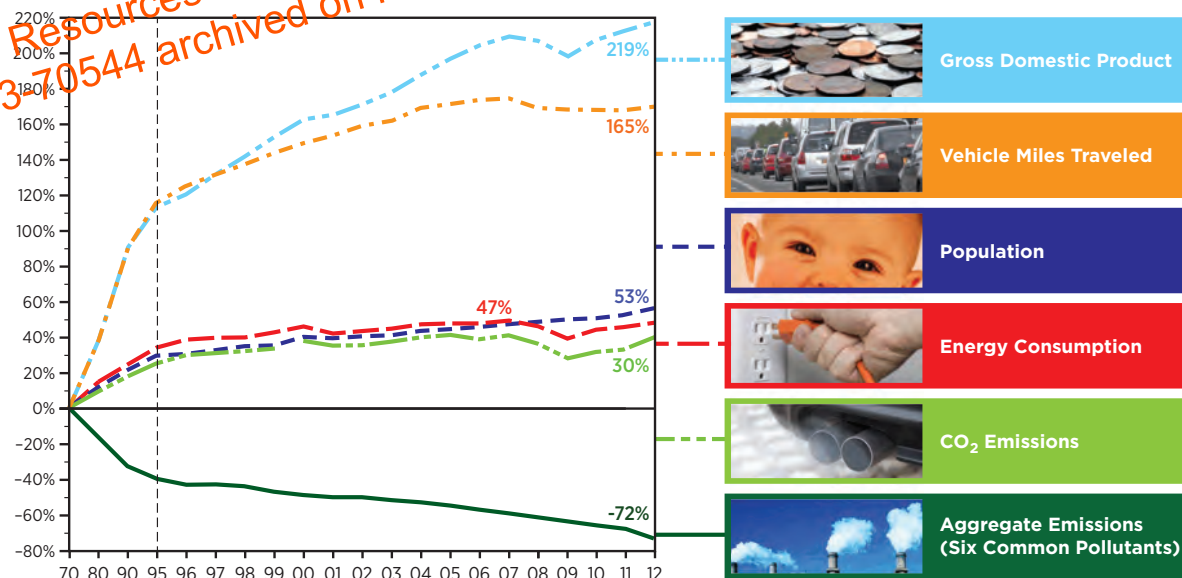 Resources
3-70544 archived on
220%
200%
180%
160%
140%
120%
100%
80%
60%
40%
20%
0%
-20%
-40%
-60%
-80%
219%
165%
53%
47%
30%
-72%
70 80 90 95 96 97 98 99 00 01 02 03 04 05 06 07 08 09 10 11 12
Gross Domestic Product
Vehicle Miles Traveled
Population
Energy Consumption
CO₂ Emissions
Aggregate Emissions
(Six Common Pollutants)